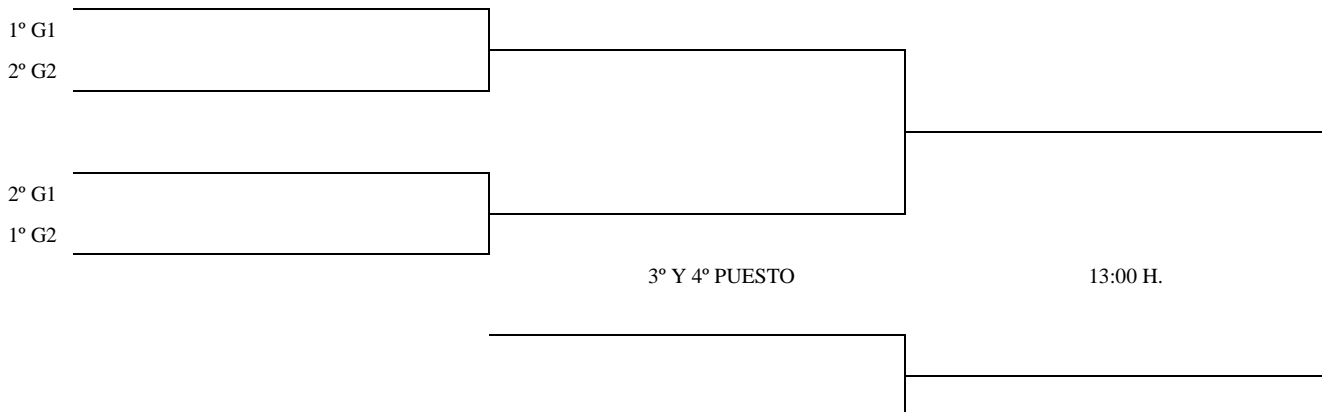 1º G1
2º G2
2º G1
1º G2
3º Y 4º PUESTO
13:00 H.